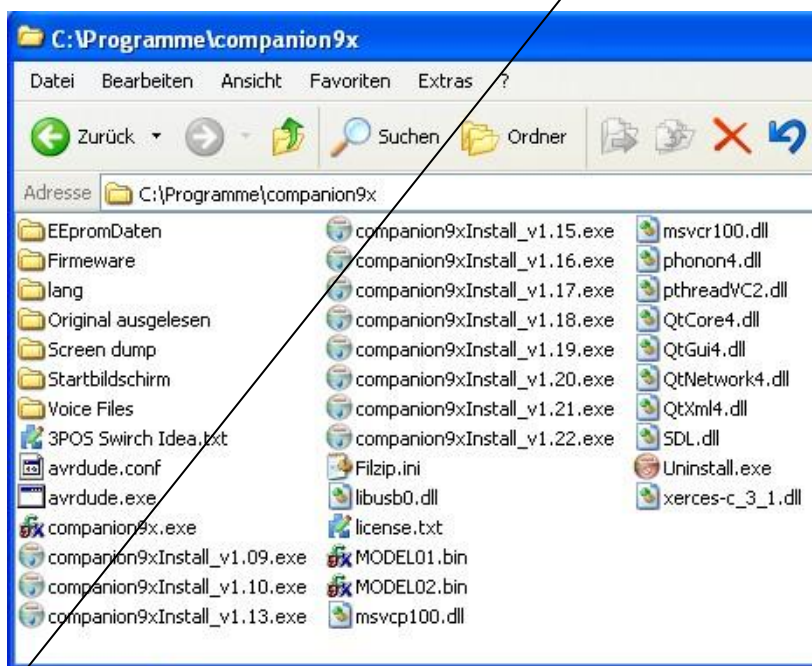 C:\Programme\companion9x
Datei Bearbeiten Ansicht Favoriten Extras ?
Zurück Suchen Ordner
Adresse C:\Programme\companion9x
EEpromDaten
Firmeware
lang
Original ausgelesen
Screen dump
Startbildschirm
Voice Files
3POS Swirch Idea.txt
avrdude.conf
avrdude.exe
companion9x.exe
companion9xInstall_v1.09.exe
companion9xInstall_v1.10.exe
companion9xInstall_v1.13.exe
companion9xInstall_v1.15.exe
companion9xInstall_v1.16.exe
companion9xInstall_v1.17.exe
companion9xInstall_v1.18.exe
companion9xInstall_v1.19.exe
companion9xInstall_v1.20.exe
companion9xInstall_v1.21.exe
companion9xInstall_v1.22.exe
Filzip.ini
libusb0.dll
license.txt
MODEL01.bin
MODEL02.bin
msvcp100.dll
msvcr100.dll
phonon4.dll
pthreadVC2.dll
QtCore4.dll
QtGui4.dll
QtNetwork4.dll
QtXml4.dll
SDL.dll
Uninstall.exe
xerces-c_3_1.dll